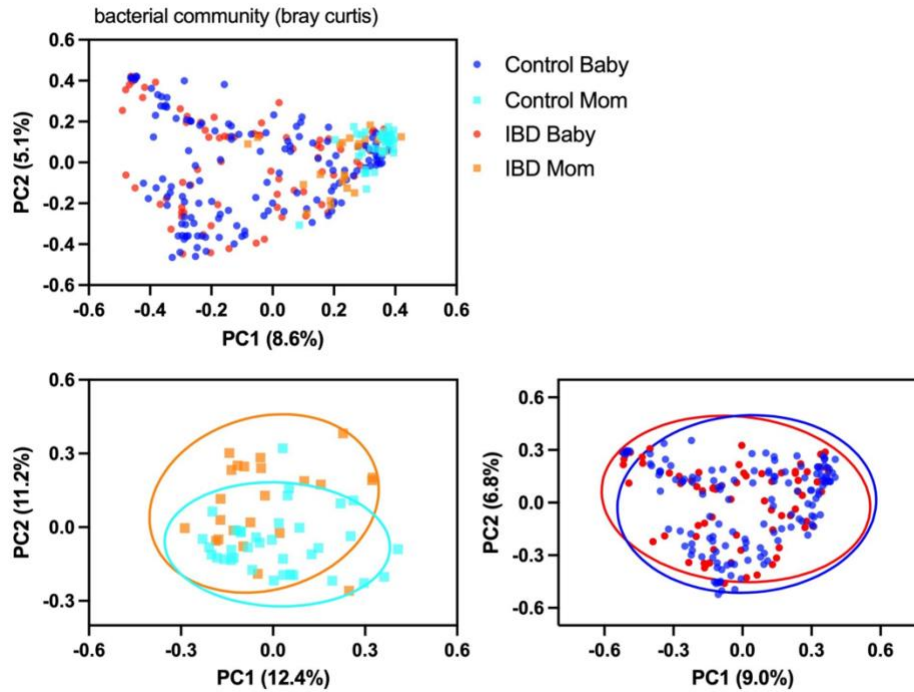 bacterial community (bray curtis)
0.6
0.4
0.2
0.0
-0.2
-0.4
-0.6
PC2 (5.1%)
-0.6 -0.4 -0.2 0.0 0.2 0.4 0.6
PC1 (8.6%)
Control Baby
Control Mom
IBD Baby
IBD Mom
0.6
0.3
0.0
-0.3
PC2 (11.2%)
-0.6 -0.3 0.0 0.3 0.6
PC1 (12.4%)
0.6
0.3
0.0
-0.3
-0.6
PC2 (6.8%)
-0.6 -0.3 0.0 0.3 0.6
PC1 (9.0%)